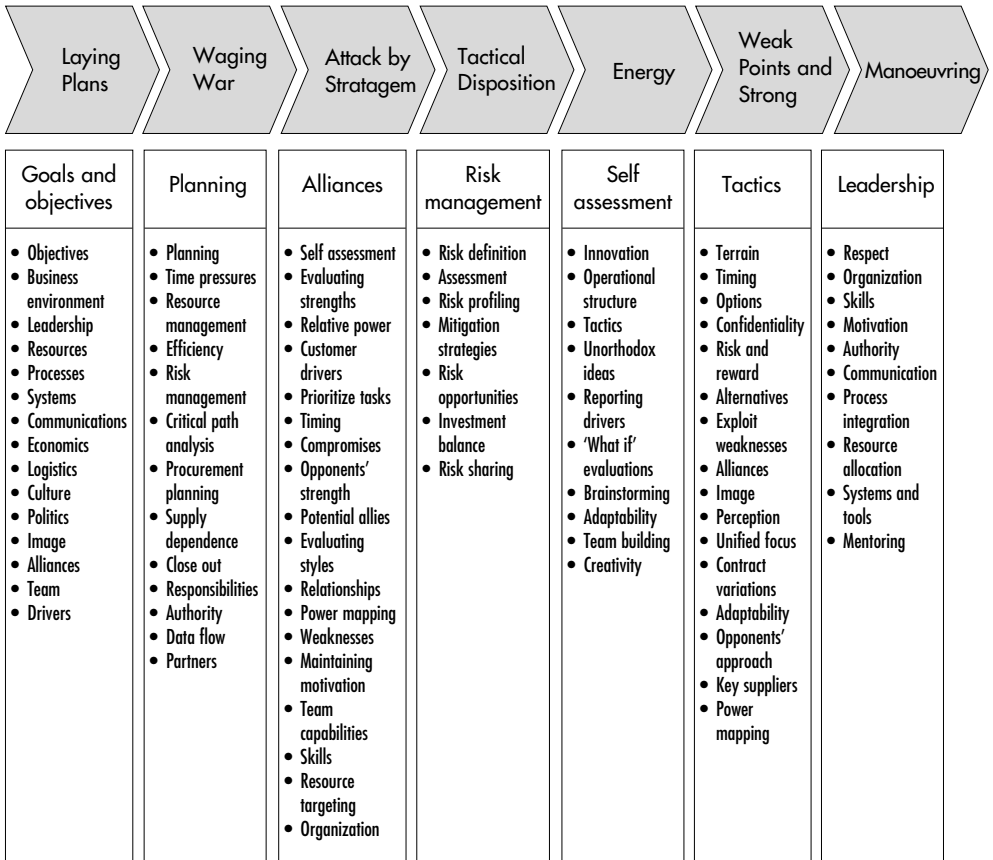 Laying
Plans
Waging
War
Attack by
Stratagem
Tactical
Disposition
Energy
Weak
Points and
Strong
Manoeuvring
Goals and
objectives
• Objectives
• Business
environment
• Leadership
• Resources
• Processes
• Systems
• Communications
• Economics
• Logistics
• Culture
• Politics
• Image
• Alliances
• Team
• Drivers
Planning
• Planning
• Time pressures
• Resource
management
• Efficiency
• Risk
management
• Critical path
analysis
• Procurement
planning
• Supply
dependence
• Close out
• Responsibilities
• Authority
• Data flow
• Partners
Alliances
• Self assessment
• Evaluating
strengths
• Relative power
• Customer
drivers
• Prioritize tasks
• Timing
• Compromises
• Opponents'
strength
• Potential allies
• Evaluating
styles
• Relationships
• Power mapping
• Weaknesses
• Maintaining
motivation
• Team
capabilities
• Skills
• Resource
targeting
• Organization
Risk
management
• Risk definition
• Assessment
• Risk profiling
• Mitigation
strategies
• Risk
opportunities
• Investment
balance
• Risk sharing
Self
assessment
• Innovation
• Operational
structure
• Tactics
• Unorthodox
ideas
• Reporting
drivers
• 'What if'
evaluations
• Brainstorming
• Adaptability
• Team building
• Creativity
Tactics
• Terrain
• Timing
• Options
• Confidentiality
• Risk and
reward
• Alternatives
• Exploit
weaknesses
• Alliances
• Image
• Perception
• Unified focus
• Contract
variations
• Adaptability
• Opponents'
approach
• Key suppliers
• Power
mapping
Leadership
• Respect
• Organization
• Skills
• Motivation
• Authority
• Communication
• Process
integration
• Resource
allocation
• Systems and
tools
• Mentoring